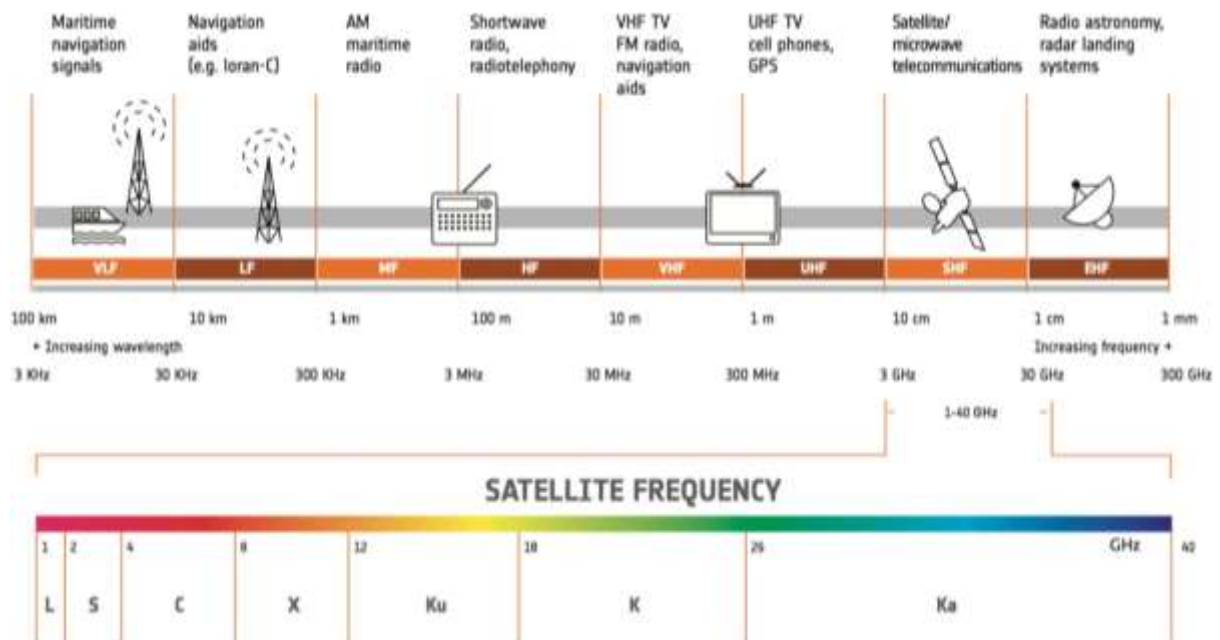 Maritime
navigation
signals
Navigation
aids
(e.g. loran-C)
AM
maritime
radio
Shortwave
radio,
radiotelephony
VHF TV
FM radio,
navigation
aids
UHF TV
cell phones,
GPS
Satellite/
microwave
telecommunications
Radio astronomy,
radar landing
systems
VLF LF MF HF VHF UHF SHF EHF
100 km 10 km 1 km 100 m 10 m 1 m 10 cm 1 cm 1 mm
Increasing wavelength Increasing frequency
3 KHz 30 KHz 300 KHz 3 MHz 30 MHz 300 MHz 3 GHz 30 GHz 300 GHz
1-40 GHz
SATELLITE FREQUENCY
1 2 4 8 12 18 26 GHz 40
L S C X Ku K Ka